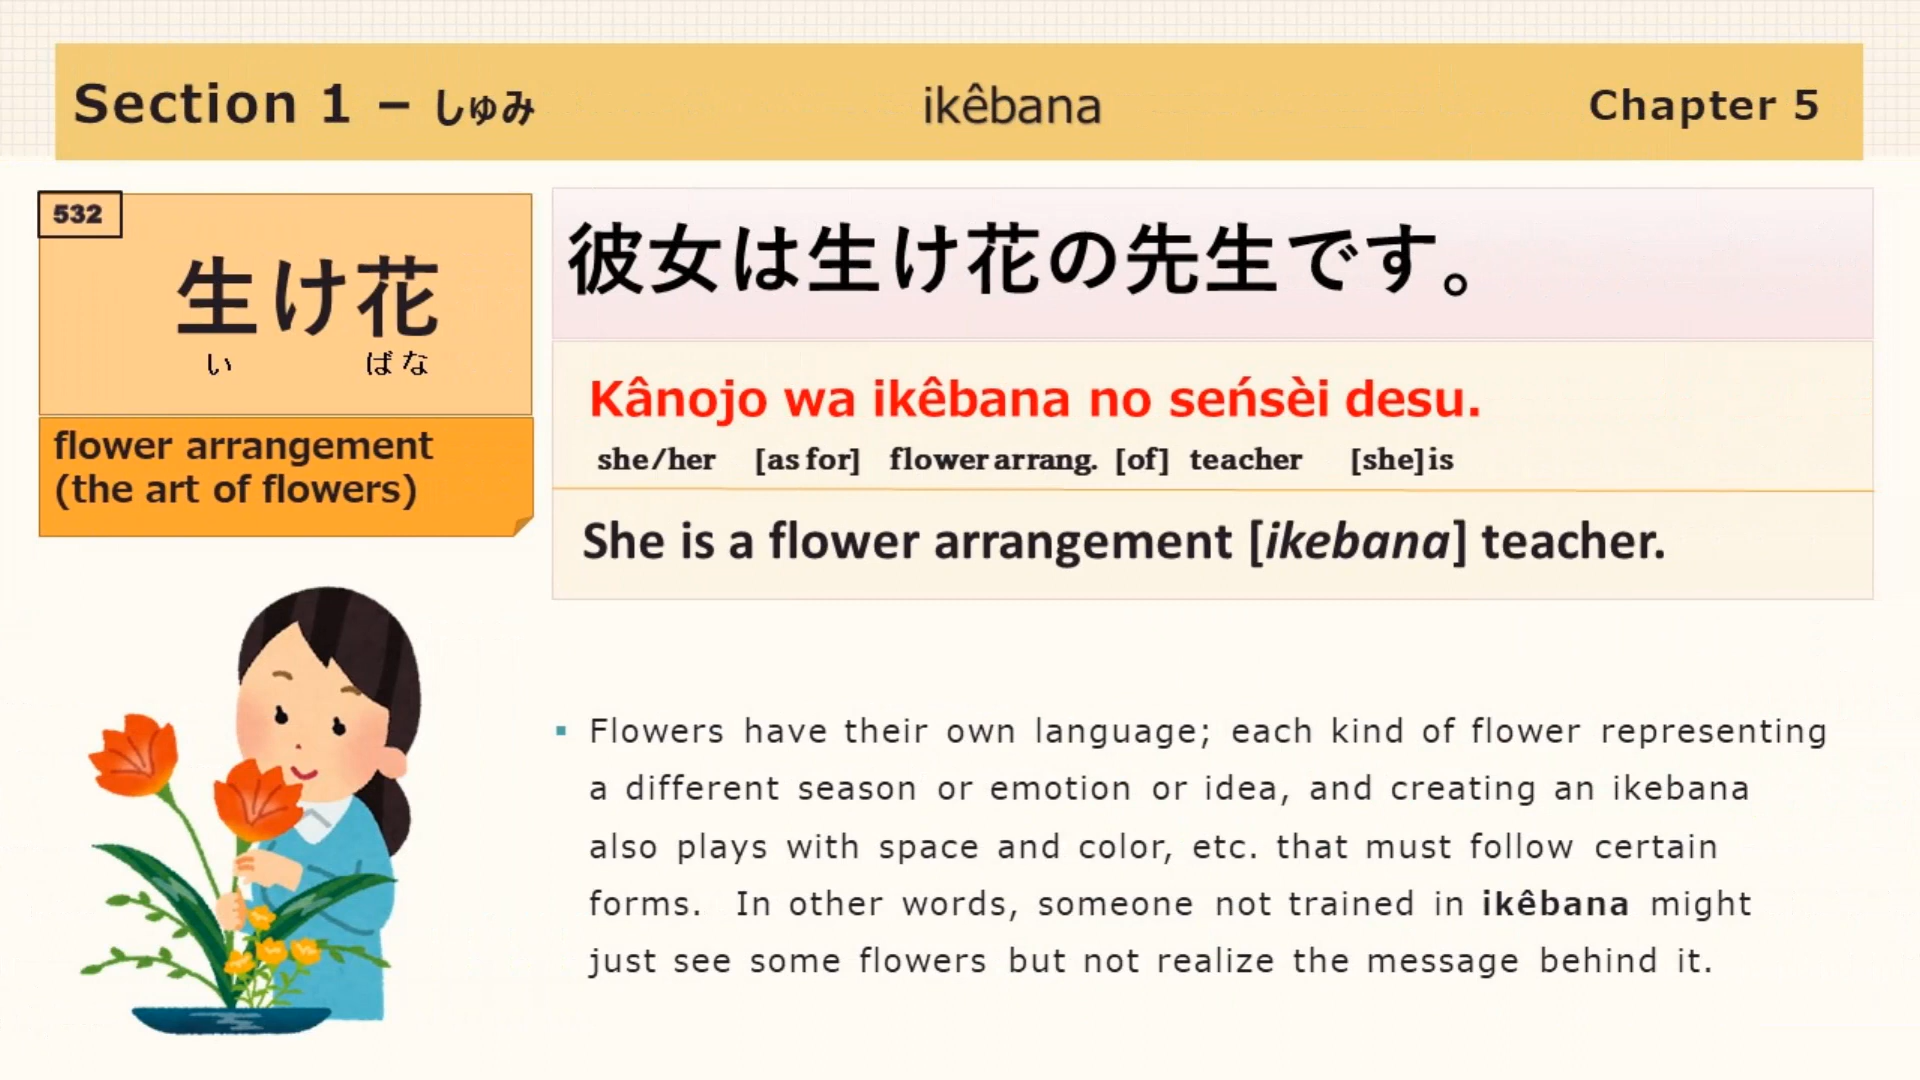 Section 1 – しゅみ ikêbana Chapter 5
532
生け花
い ばな
flower arrangement
(the art of flowers)
彼女は生け花の先生です。
Kânojo wa ikêbana no seńsèi desu.
she/her [as for] flower arrang. [of] teacher [she] is
She is a flower arrangement [ikebana] teacher.
▪ Flowers have their own language; each kind of flower representing
a different season or emotion or idea, and creating an ikebana
also plays with space and color, etc. that must follow certain
forms. In other words, someone not trained in ikêbana might
just see some flowers but not realize the message behind it.